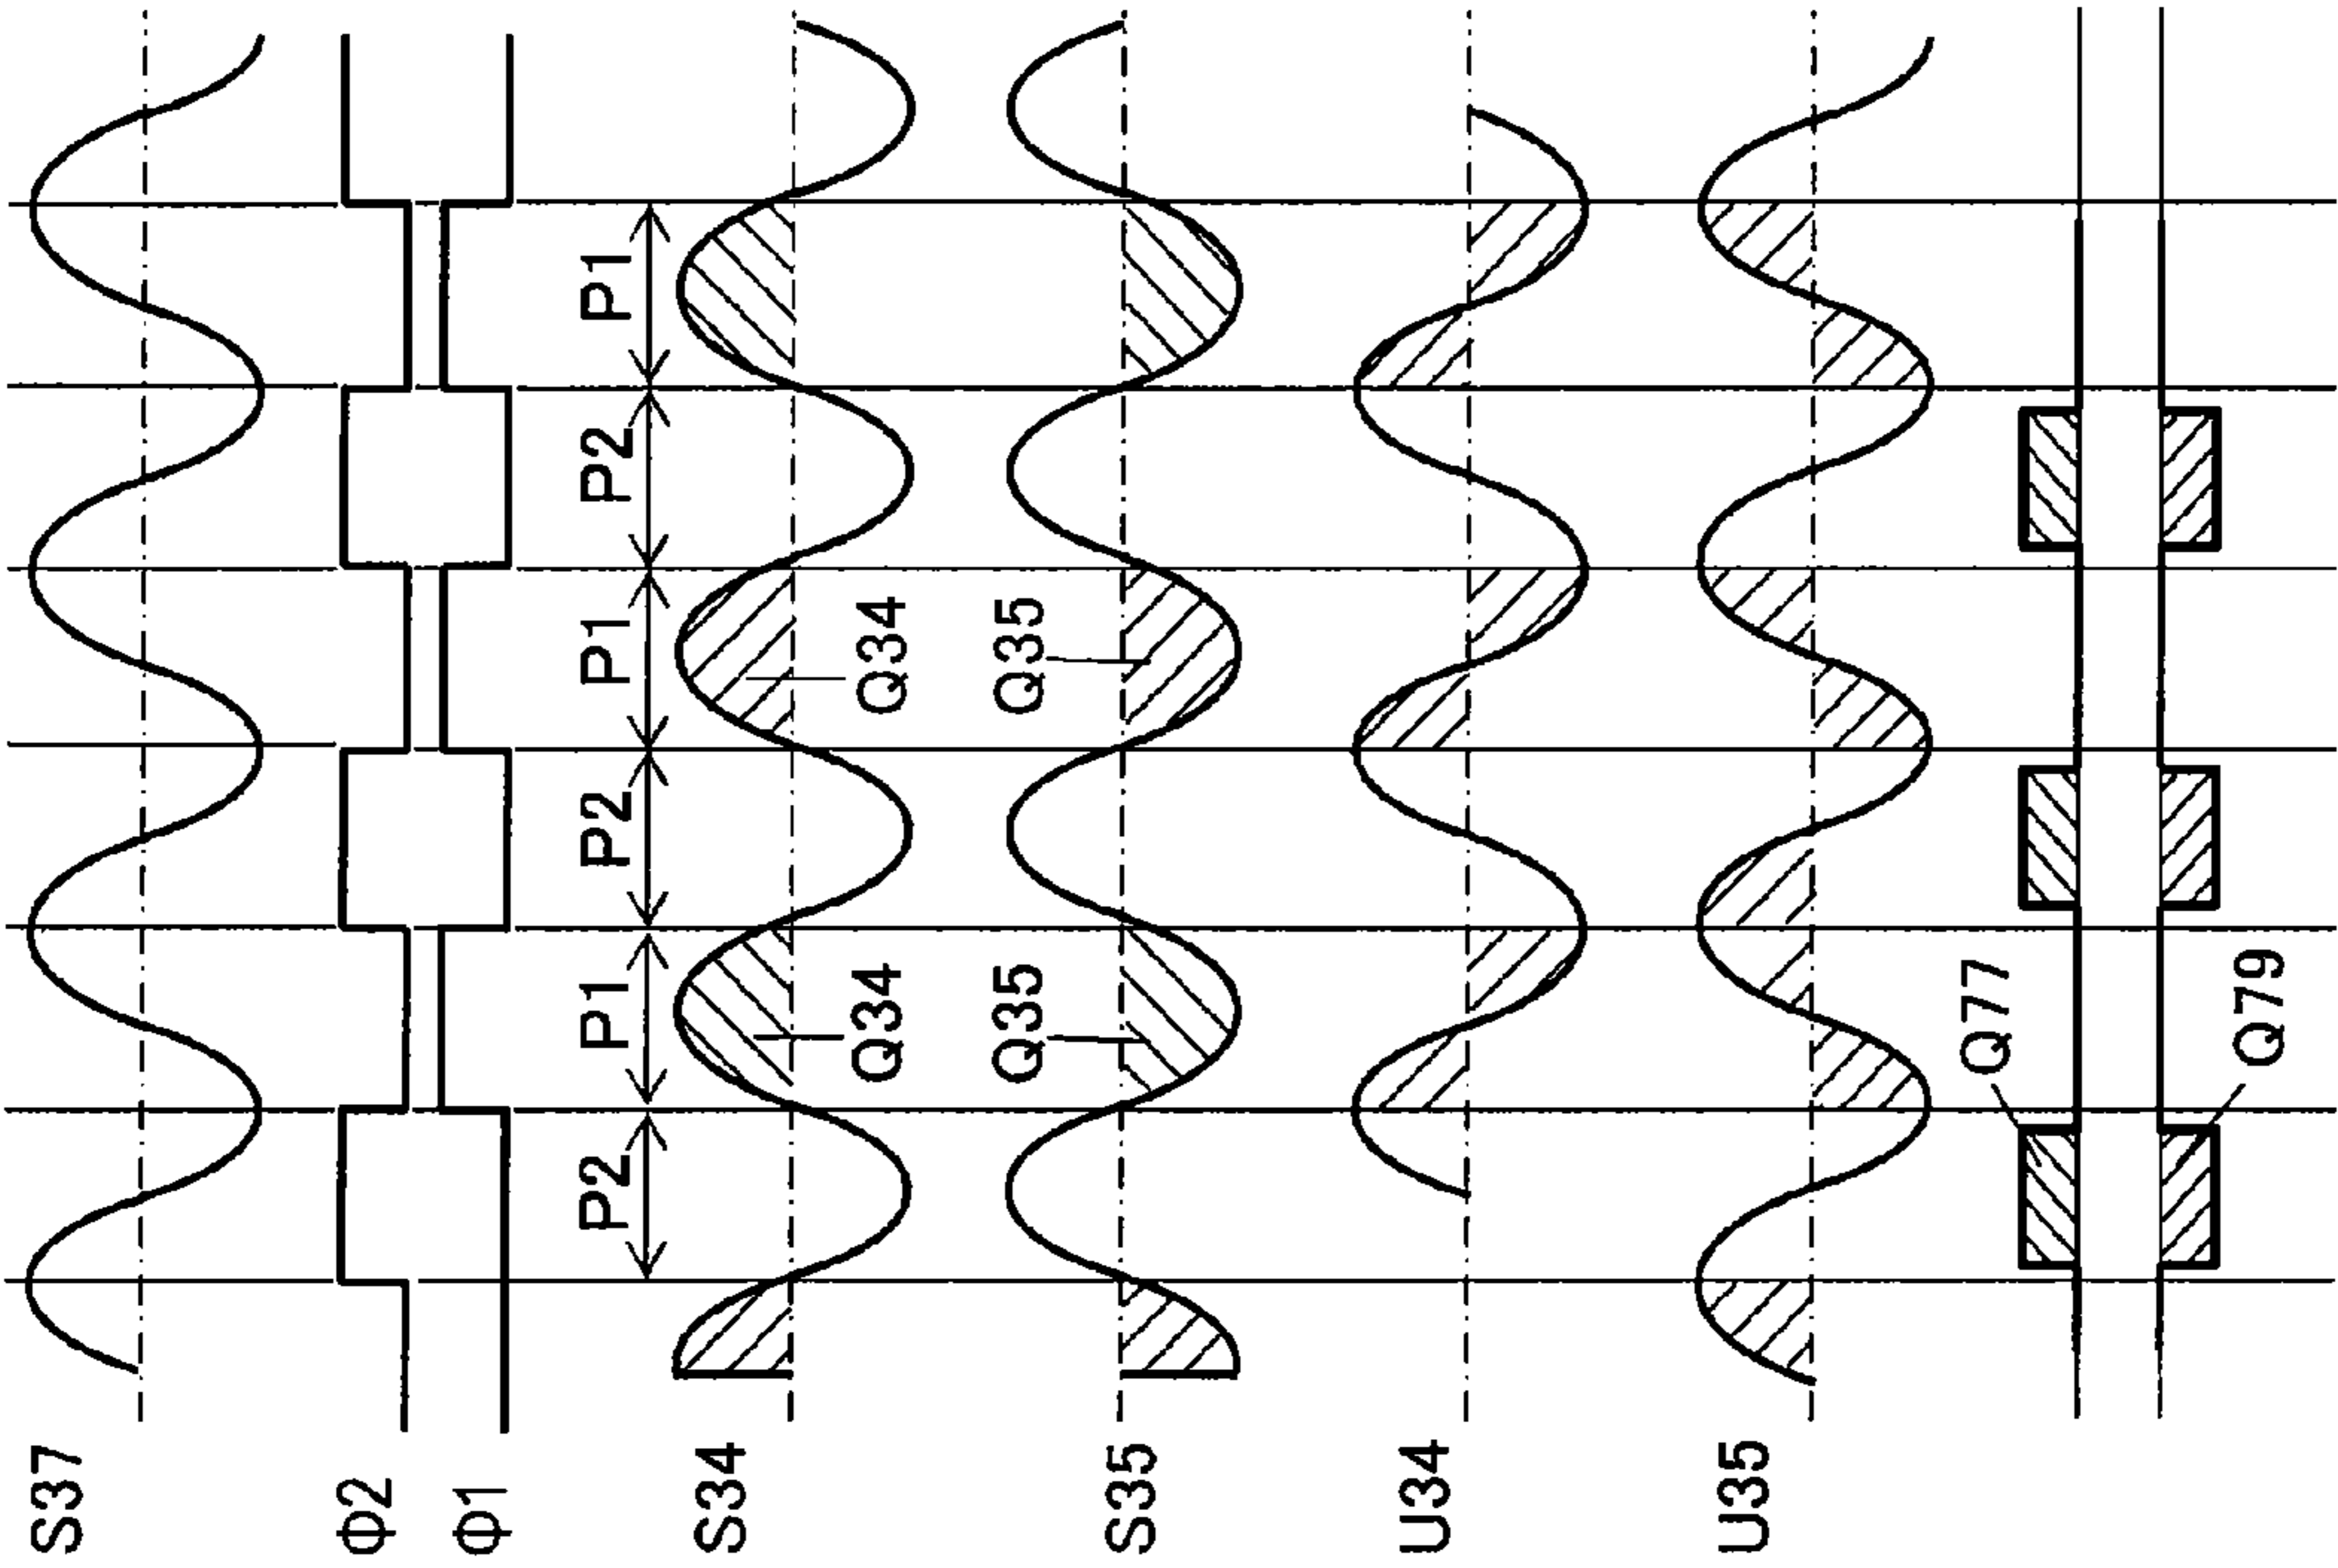 S37
Φ2
Φ1
P2 P1 P2 P1 P2 P1
S34
Q34 Q34
Q35 Q35
S35
U34
U35
Q77
Q79